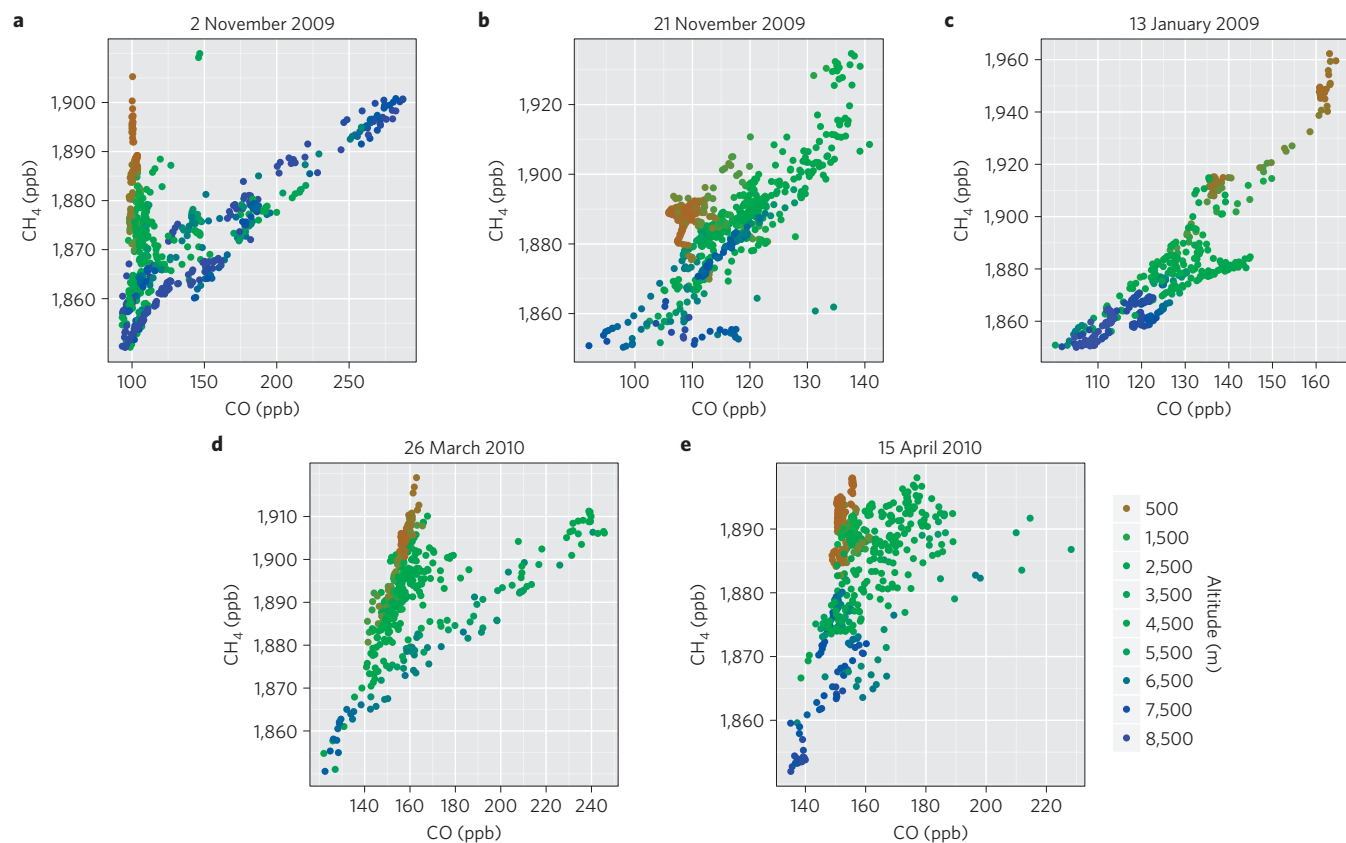 a
2 November 2009
CH4 (ppb)
1,900
1,890
1,880
1,870
1,860
100
150
200
250
CO (ppb)
b
21 November 2009
CH4 (ppb)
1,920
1,900
1,880
1,860
100
110
120
130
140
CO (ppb)
c
13 January 2009
CH4 (ppb)
1,960
1,940
1,920
1,900
1,880
1,860
110
120
130
140
150
160
CO (ppb)
d
26 March 2010
CH4 (ppb)
1,910
1,900
1,890
1,880
1,870
1,860
140
160
180
200
220
240
CO (ppb)
e
15 April 2010
CH4 (ppb)
1,890
1,880
1,870
1,860
140
160
180
200
220
CO (ppb)
500
1,500
2,500
3,500
4,500
5,500
6,500
7,500
8,500
Altitude (m)